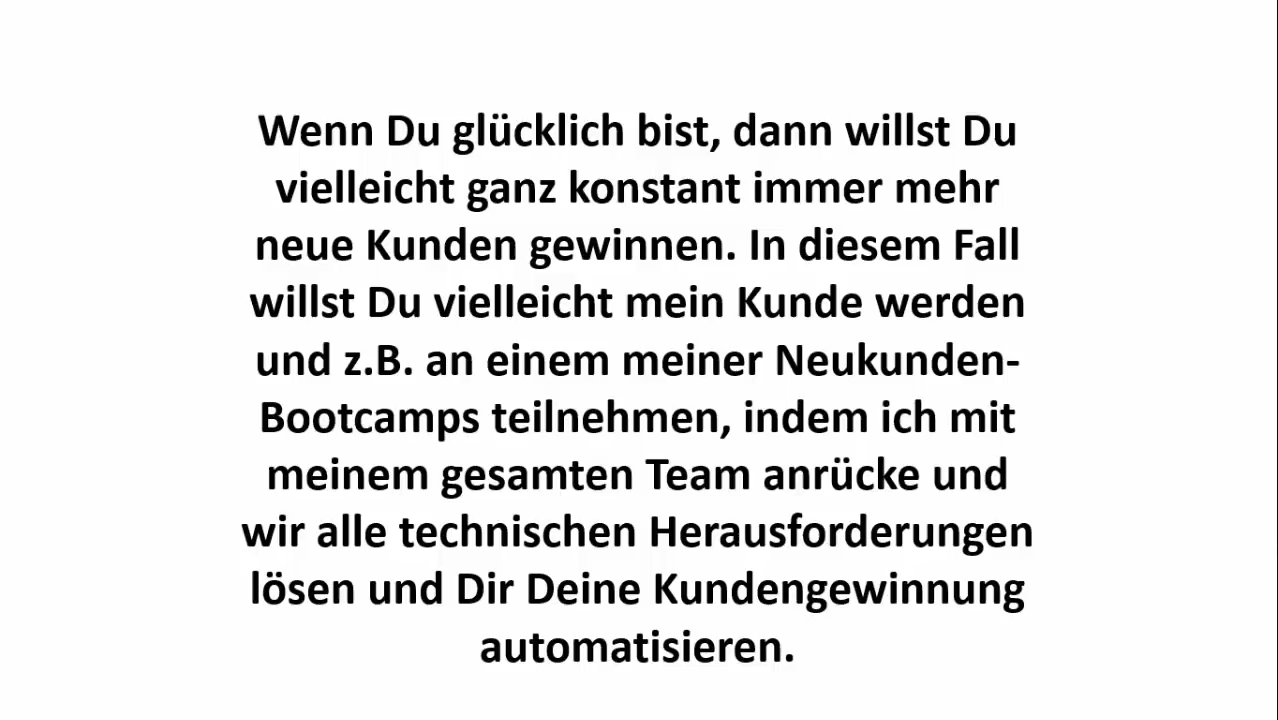 Wenn Du glücklich bist, dann willst Du
vielleicht ganz konstant immer mehr
neue Kunden gewinnen. In diesem Fall
willst Du vielleicht mein Kunde werden
und z.B. an einem meiner Neukunden-
Bootcamps teilnehmen, indem ich mit
meinem gesamten Team anrücke und
wir alle technischen Herausforderungen
lösen und Dir Deine Kundengewinnung
automatisieren.